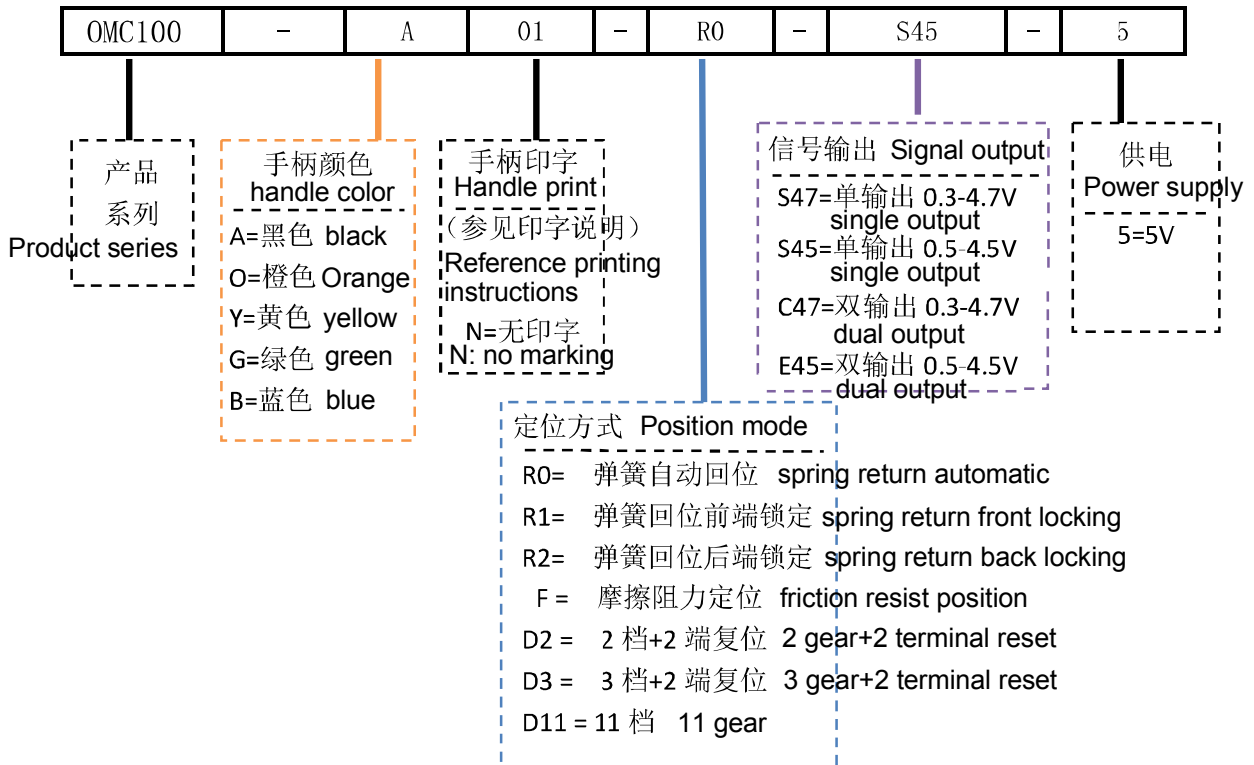 OMC100 - A 01 - R0 - S45 - 5
产品
系列
Product series
手柄颜色
handle color
A=黑色 black
O=橙色 Orange
Y=黄色 yellow
G=绿色 green
B=蓝色 blue
手柄印字
Handle print
(参见印字说明)
Reference printing
instructions
N=无印字
N: no marking
信号输出 Signal output
S47=单输出 0.3-4.7V
single output
S45=单输出 0.5-4.5V
single output
C47=双输出 0.3-4.7V
dual output
E45=双输出 0.5-4.5V
dual output
供电
Power supply
5=5V
定位方式 Position mode
R0= 弹簧自动回位 spring return automatic
R1= 弹簧回位前端锁定 spring return front locking
R2= 弹簧回位后端锁定 spring return back locking
F = 摩擦阻力定位 friction resist position
D2 = 2 档+2 端复位 2 gear+2 terminal reset
D3 = 3 档+2 端复位 3 gear+2 terminal reset
D11 = 11 档 11 gear